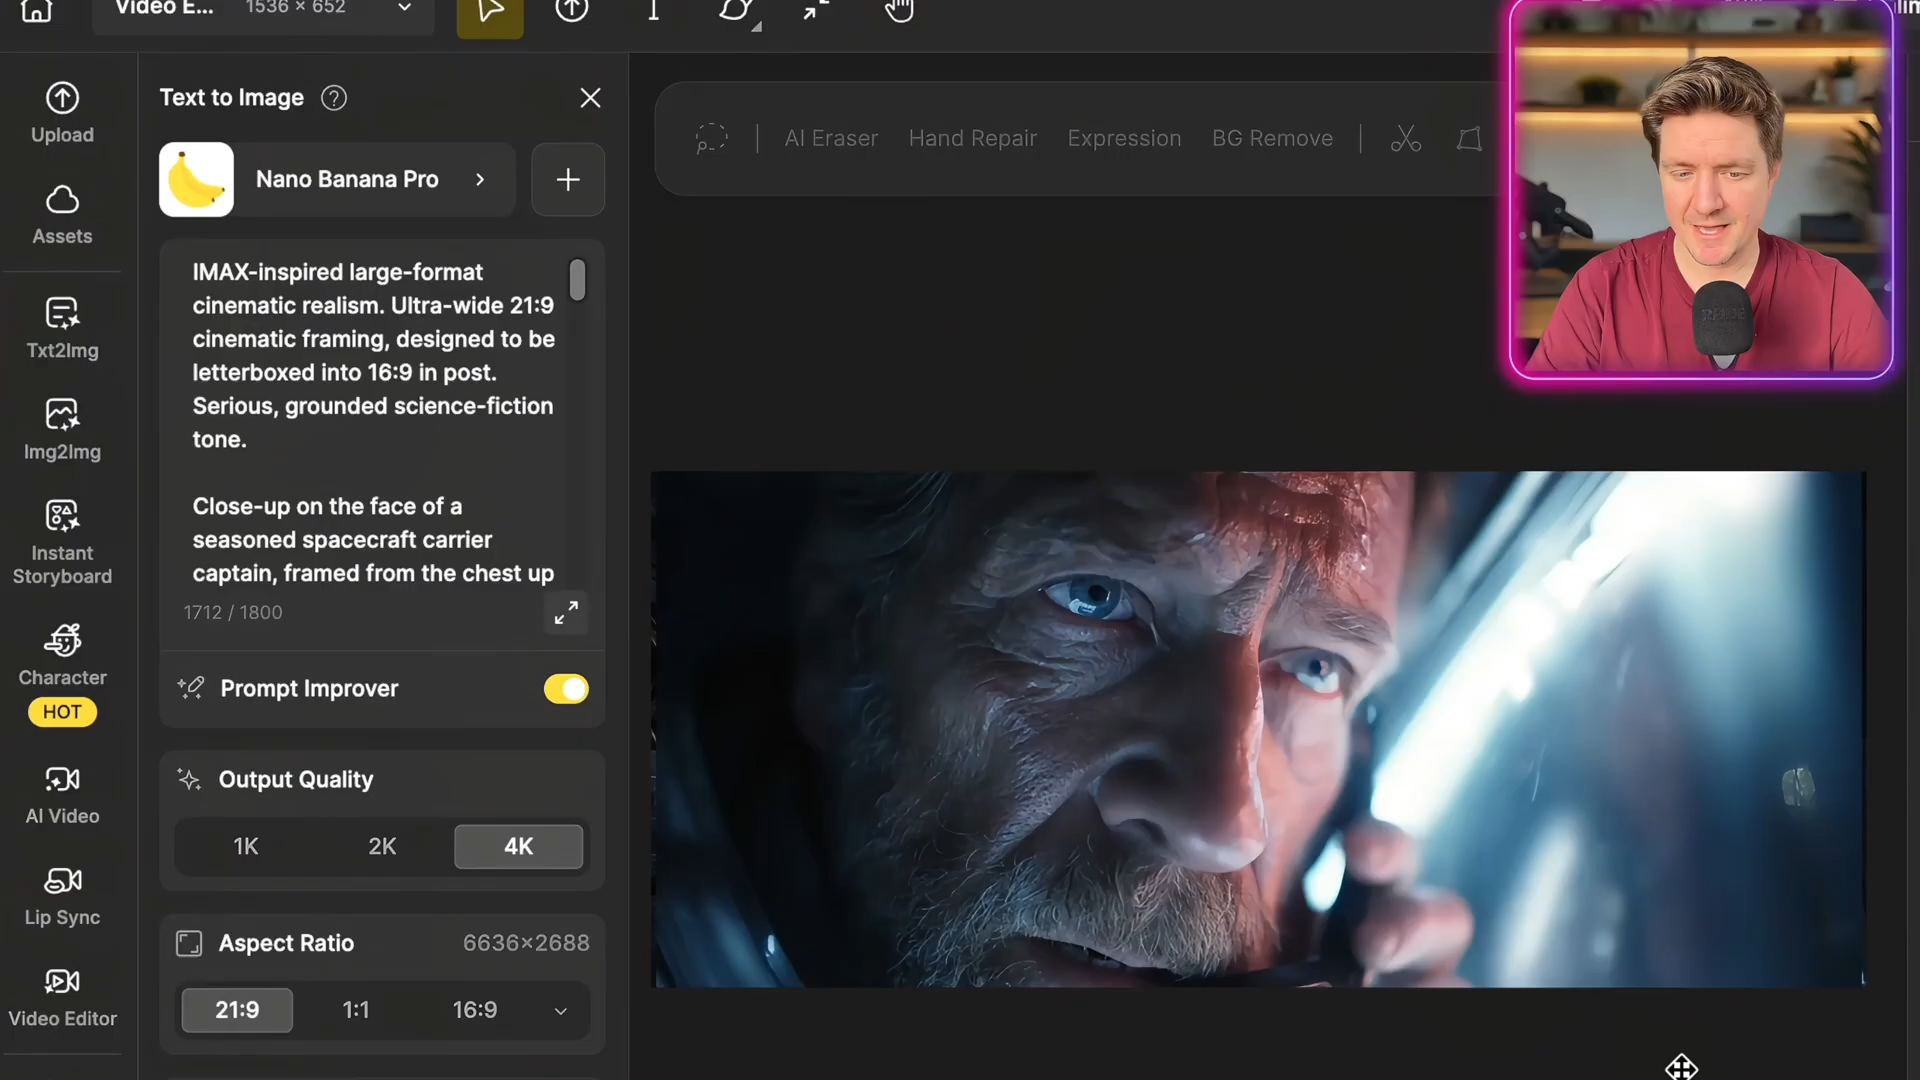 Video E...
1536 × 652
Upload
Assets
Txt2Img
Img2Img
Instant
Storyboard
Character
HOT
AI Video
Lip Sync
Video Editor
Text to Image
Nano Banana Pro
IMAX-inspired large-format
cinematic realism. Ultra-wide 21:9
cinematic framing, designed to be
letterboxed into 16:9 in post.
Serious, grounded science-fiction
tone.
Close-up on the face of a
seasoned spacecraft carrier
captain, framed from the chest up
1712 / 1800
Prompt Improver
Output Quality
1K 2K 4K
Aspect Ratio 6636×2688
21:9 1:1 16:9
AI Eraser Hand Repair Expression BG Remove
RØDE